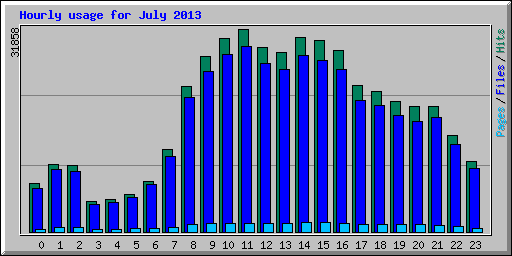 Hourly usage for July 2013
31858
Pages/Files/Hits
0 1 2 3 4 5 6 7 8 9 10 11 12 13 14 15 16 17 18 19 20 21 22 23